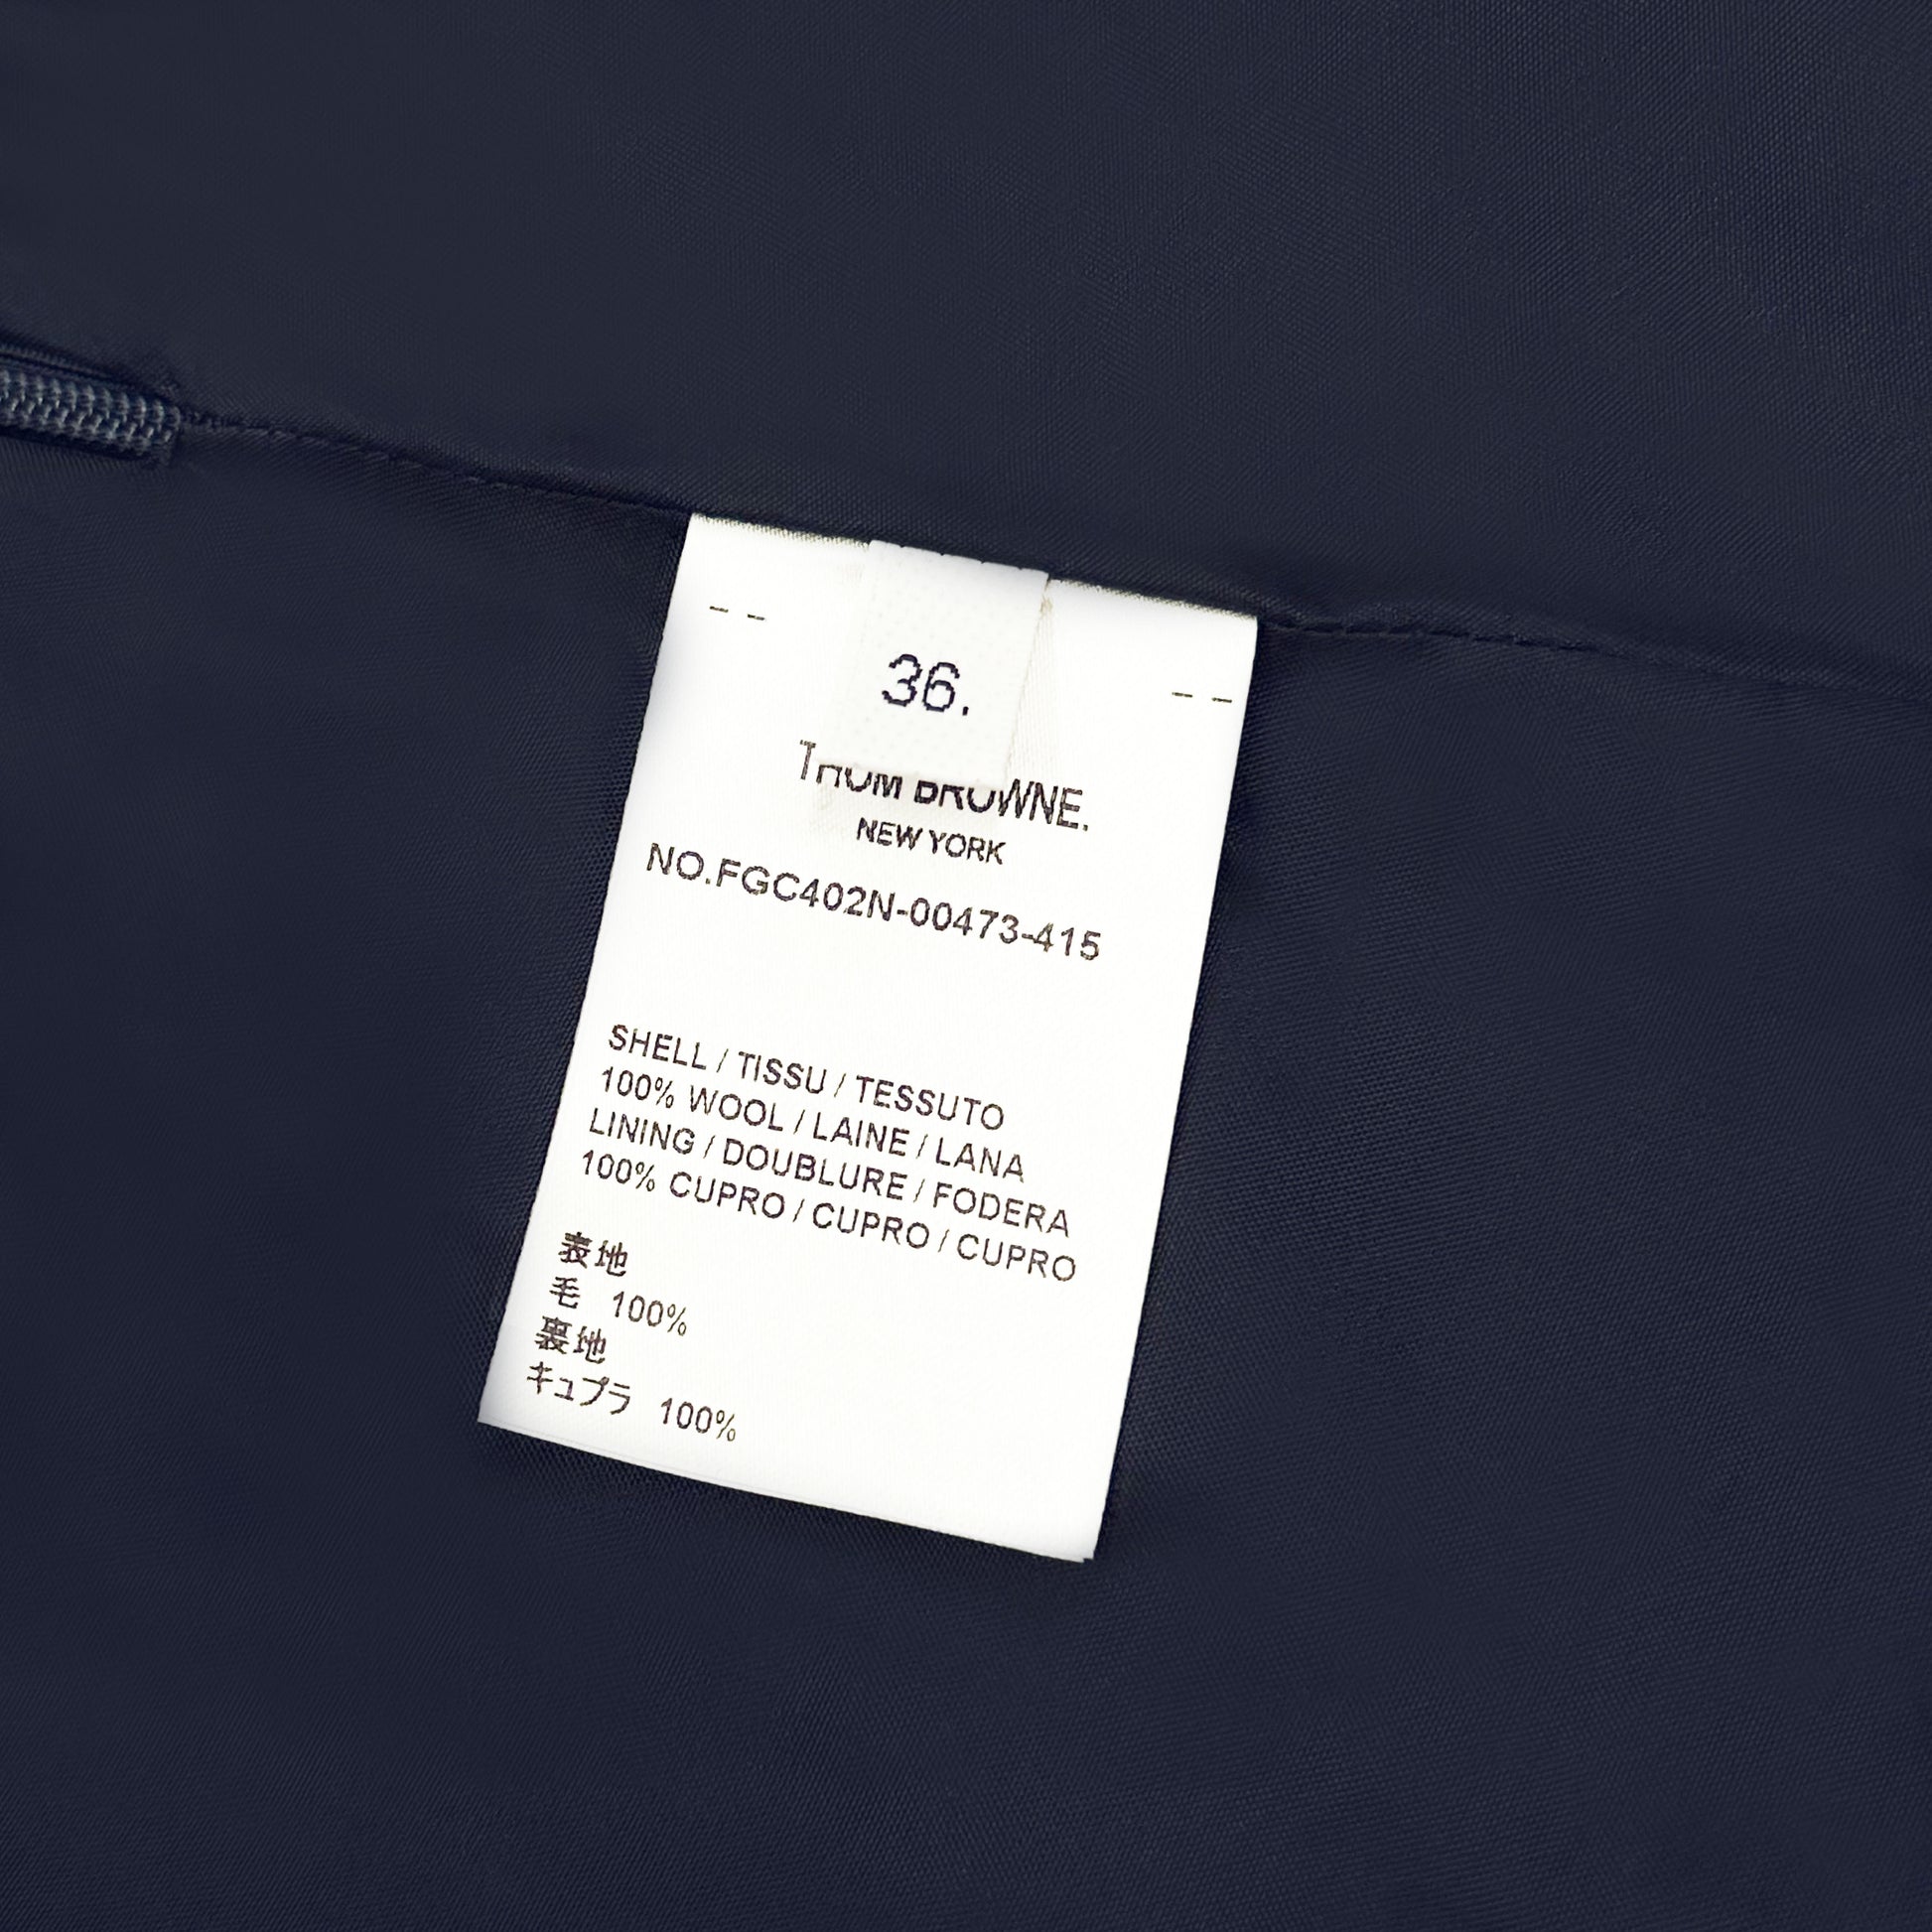 36.
THOM BROWNE.
NEW YORK
NO.FGC402N-00473-415
SHELL / TISSU / TESSUTO
100% WOOL / LAINE / LANA
LINING / DOUBLURE / FODERA
100% CUPRO / CUPRO / CUPRO
表地
毛 100%
裏地
キュプラ 100%